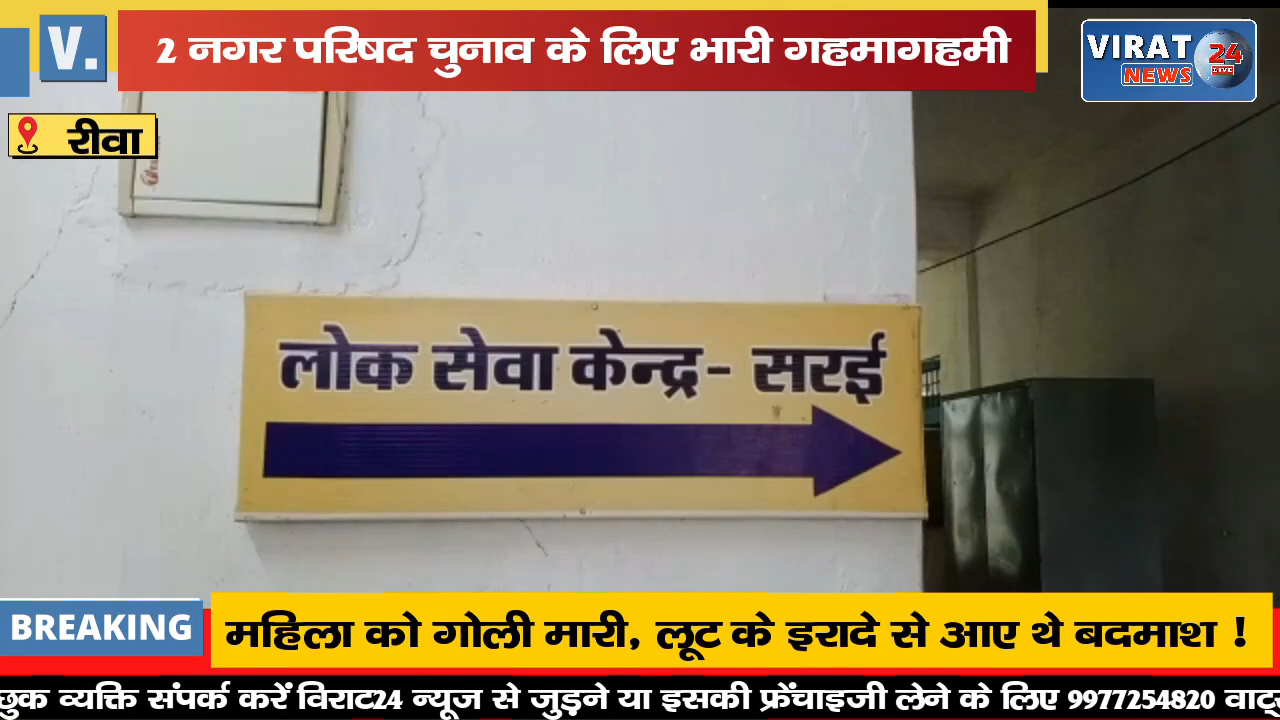 V.
2 नगर परिषद चुनाव के लिए भारी गहमागहमी
VIRAT
NEWS
24
LIVE
रीवा
लोक सेवा केन्द्र- सरई
BREAKING
महिला को गोली मारी, लूट के इरादे से आए थे बदमाश !
व्यक्ति संपर्क करें विराट24 न्यूज से जुड़ने या इसकी फ्रेंचाइजी लेने के लिए 9977254820